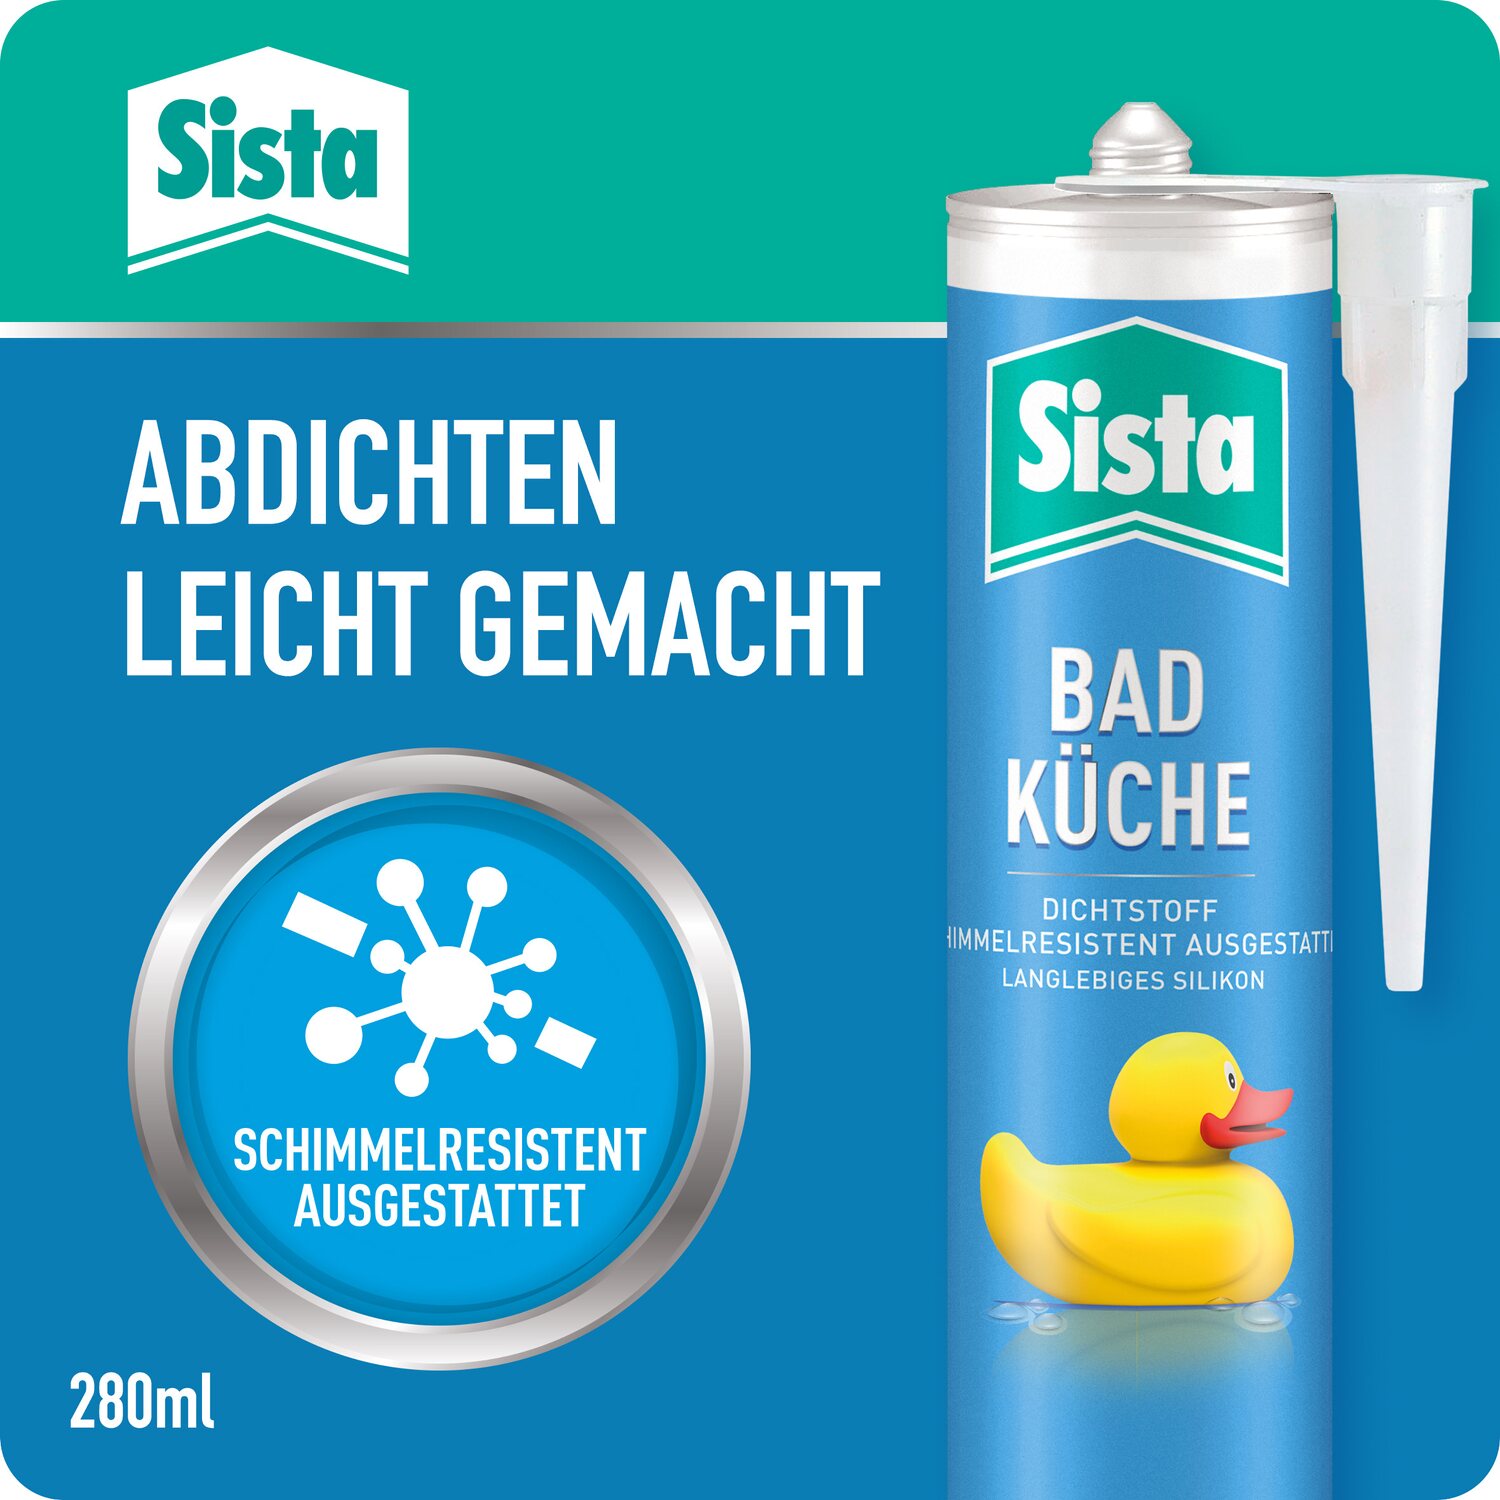 Sista
ABDICHTEN
LEICHT GEMACHT
SCHIMMELRESISTENT
AUSGESTATTET
280ml
Sista
BAD
KÜCHE
DICHTSTOFF
HIMMELRESISTENT AUSGESTATT
LANGLEBIGES SILIKON